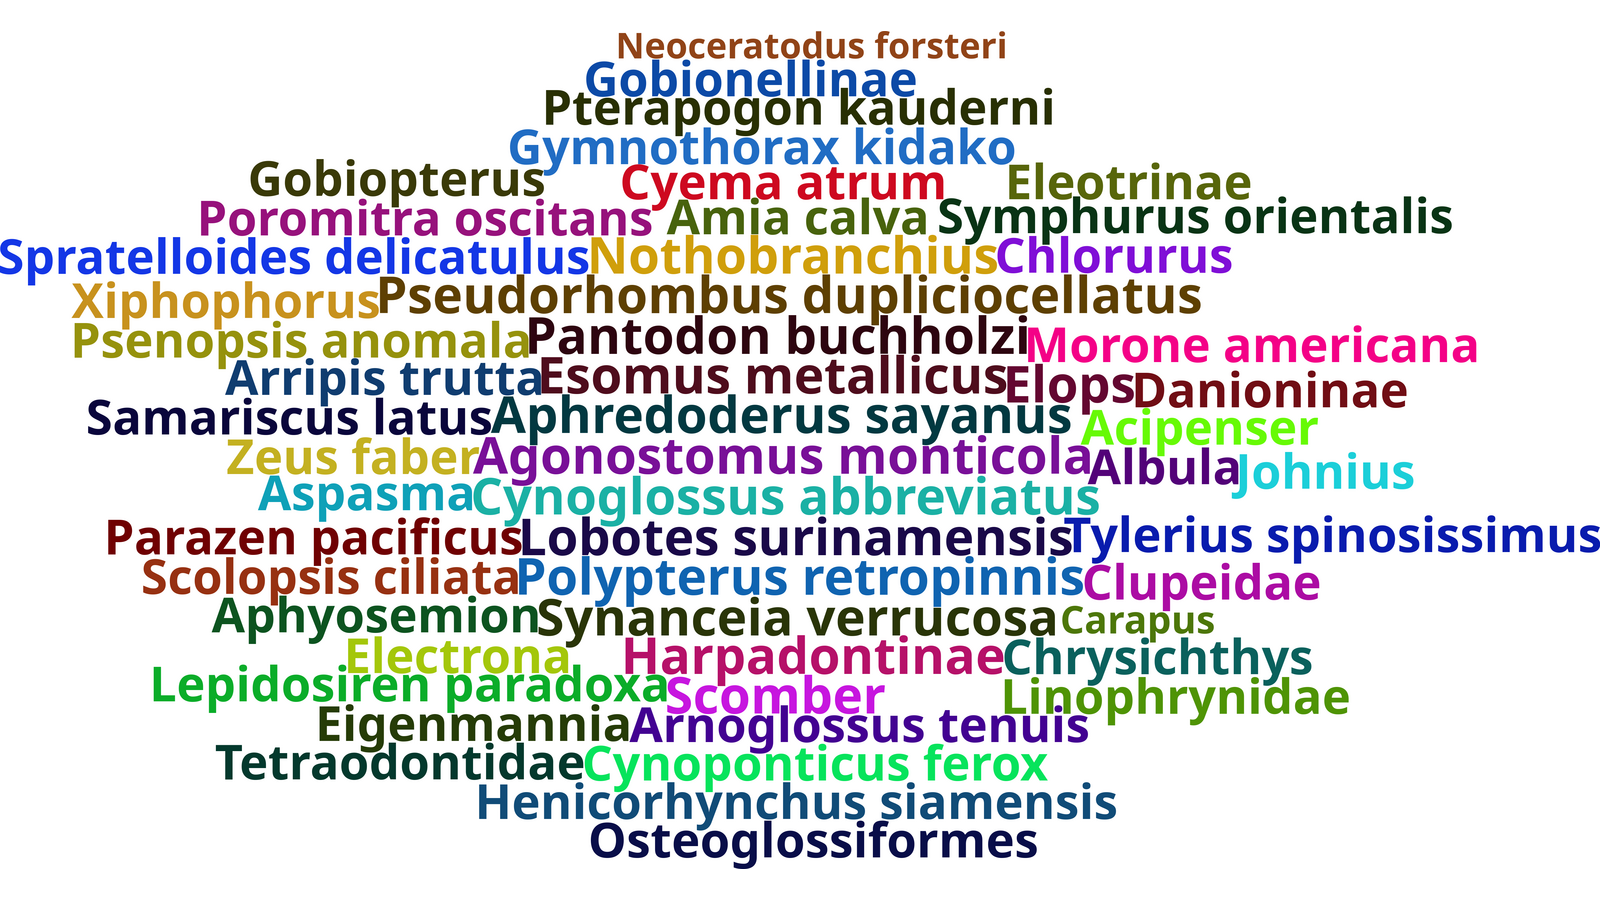 Neoceratodus forsteri
Gobionellinae
Pterapogon kauderni
Gymnothorax kidako
Gobiopterus Cyema atrum Eleotrinae
Poromitra oscitans Amia calva Symphurus orientalis
Spratelloides delicatulus Nothobranchius Chlorurus
Xiphophorus Pseudorhombus dupliciocellatus
Psenopsis anomala Pantodon buchholzi Morone americana
Arripis trutta Esomus metallicus Elops Danioninae
Samariscus latus Aphredoderus sayanus Acipenser
Zeus faber Agonostomus monticola Albula Johnius
Aspasma Cynoglossus abbreviatus
Parazen pacificus Lobotes surinamensis Tylerius spinosissimus
Scolopsis ciliata Polypterus retropinnis Clupeidae
Aphyosemion Synanceia verrucosa Carapus
Electrona Harpadontinae Chrysichthys
Lepidosiren paradoxa Scomber Linophrynidae
Eigenmannia Arnoglossus tenuis
Tetraodontidae Cynoponticus ferox
Henicorhynchus siamensis
Osteoglossiformes